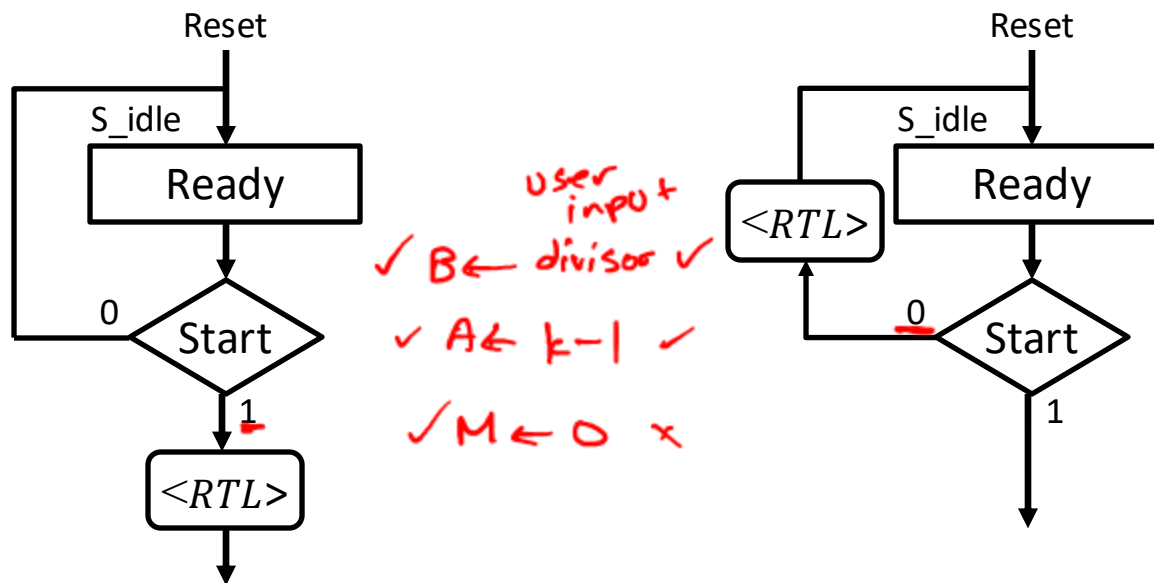 Reset
S_idle
Ready
0
Start
1
<RTL>
user
input
✓ B ← divisor ✓
✓ A ← k-1 ✓
✓ M ← 0 ×
Reset
S_idle
Ready
<RTL>
0
Start
1